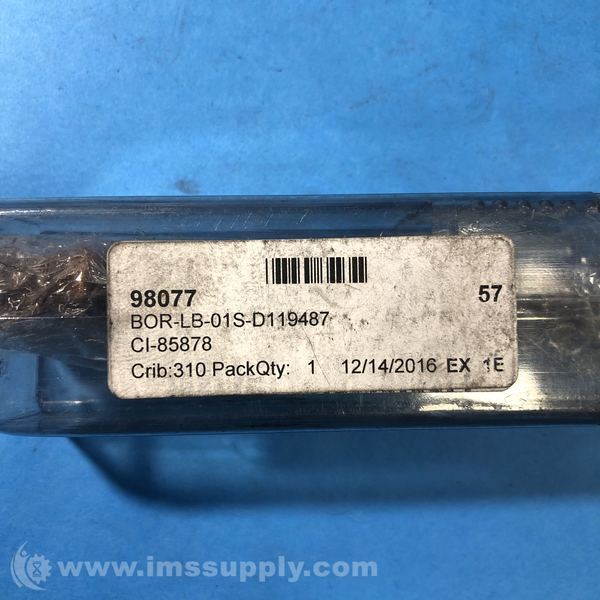 98077 57
BOR-LB-01S-D119487
CI-85878
Crib:310 PackQty: 1 12/14/2016 EX 1E
www.imssupply.com